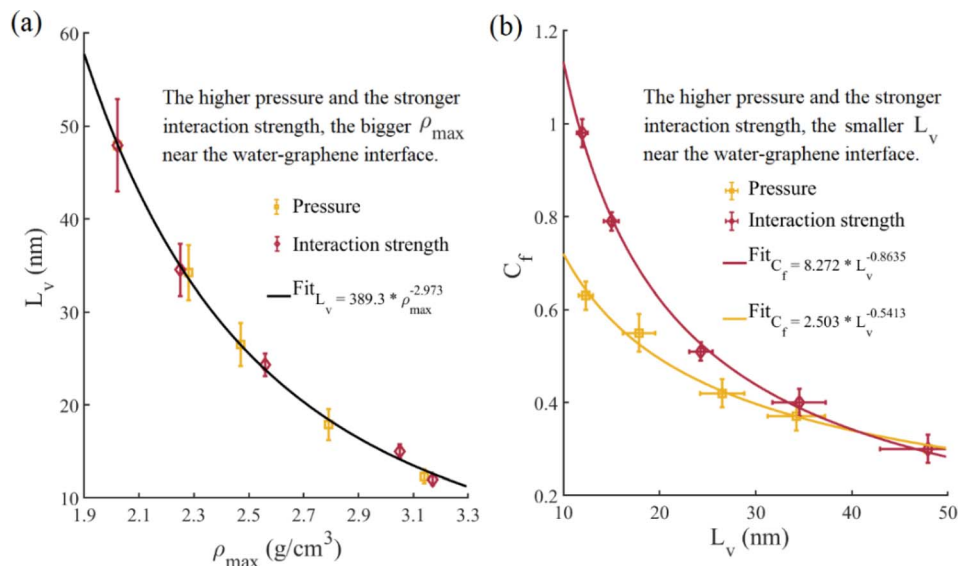 (a)
60
50
40
30
20
10
L_v (nm)
The higher pressure and the stronger
interaction strength, the bigger ρ_max
near the water-graphene interface.
Pressure
Interaction strength
Fit_{L_v = 389.3 * ρ_max^-2.973}
1.9 2.1 2.3 2.5 2.7 2.9 3.1 3.3
ρ_max (g/cm³)
(b)
1.2
1
0.8
0.6
0.4
0.2
C_f
The higher pressure and the stronger
interaction strength, the smaller L_v
near the water-graphene interface.
Pressure
Interaction strength
Fit_{C_f = 8.272 * L_v^-0.8635}
Fit_{C_f = 2.503 * L_v^-0.5413}
10 20 30 40 50
L_v (nm)